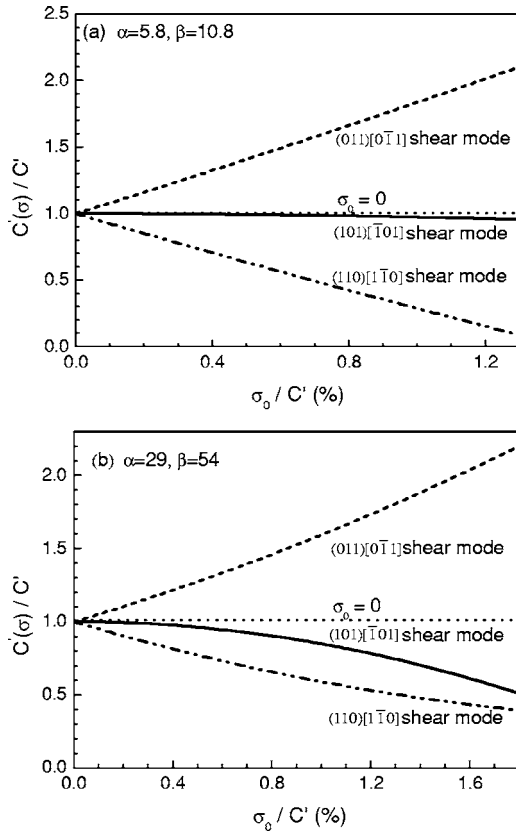 (a) α=5.8, β=10.8
2.5
2.0
1.5
1.0
0.5
0.0
C'(σ) / C'
(011)[01̅1] shear mode
σ₀ = 0
(101)[1̅01] shear mode
(110)[11̅0] shear mode
0.0 0.4 0.8 1.2
σ₀ / C' (%)
(b) α=29, β=54
2.0
1.5
1.0
0.5
0.0
C'(σ) / C'
(011)[01̅1] shear mode
σ₀ = 0
(101)[1̅01] shear mode
(110)[11̅0] shear mode
0.0 0.4 0.8 1.2 1.6
σ₀ / C' (%)